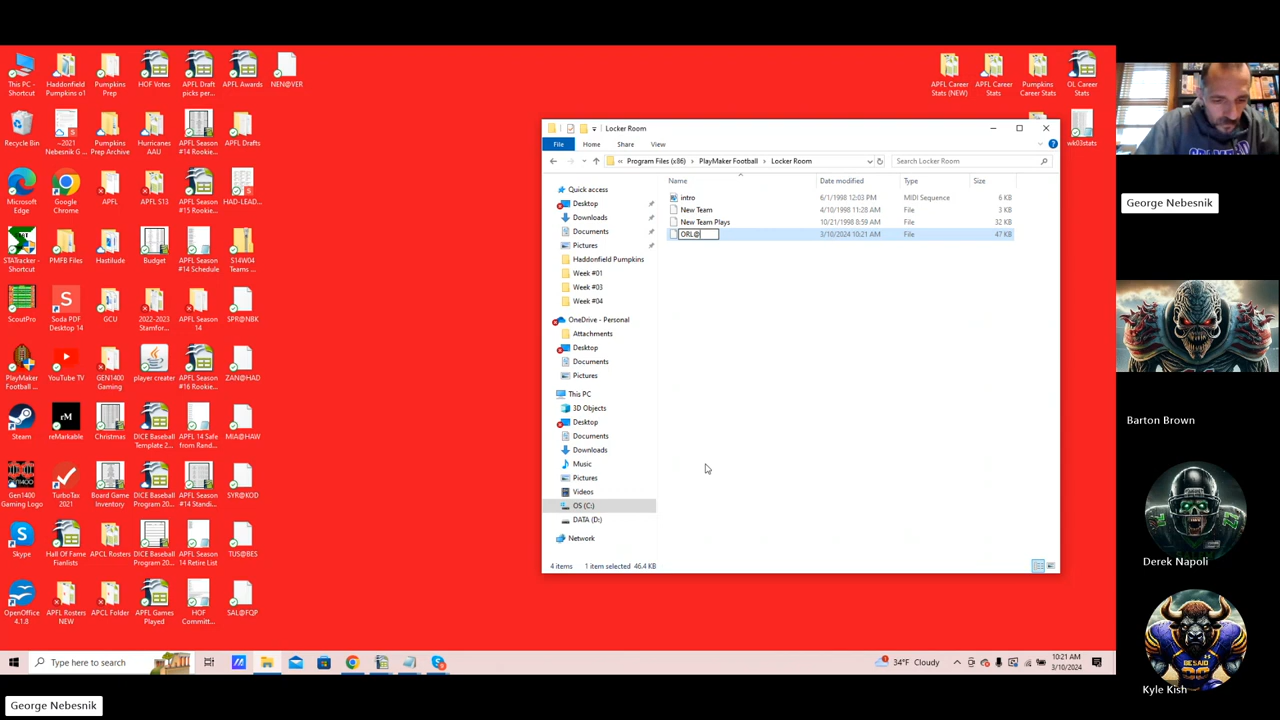 This PC - Shortcut
Haddonfield Pumpkins o1
Pumpkins Prep
HOF Votes
APFL Draft picks per...
APFL Awards
NEN@VER
APFL Career Stats (NEW)
APFL Career Stats
Pumpkins Career Stats
OL Career Stats
Recycle Bin
~2021 Nebesnik G...
Pumpkins Prep Archive
Hurricanes AAU
APFL Season #14 Rookie...
APFL Drafts
wk03stats
Microsoft Edge
Google Chrome
APFL
APFL S13
APFL Season #15 Rookie...
HAD-LEAD...
STATracker - Shortcut
PMFB Files
Hastilude
Budget
APFL Season #14 Schedule
S14W04 Teams ...
ScoutPro
Soda PDF Desktop 14
GCU
2022-2023 Stamfor...
APFL Season 14
SPR@NBK
PlayMaker Football ...
YouTube TV
GEN1400 Gaming
player creater
APFL Season #16 Rookie...
ZAN@HAD
Steam
reMarkable
Christmas
DICE Baseball Template 2...
APFL 14 Safe from Rand...
MIA@HAW
Gen1400 Gaming Logo
TurboTax 2021
Board Game Inventory
DICE Baseball Program 20...
APFL Season #14 Standi...
SYR@KOD
Skype
Hall Of Fame Fianlists
APCL Rosters
DICE Baseball Program 20...
APFL Season 14 Retire List
TUS@BES
OpenOffice 4.1.8
APFL Rosters NEW
APCL Folder
APFL Games Played
HOF Committ...
SAL@FQP
Locker Room
File Home Share View
« Program Files (x86) › PlayMaker Football › Locker Room
Search Locker Room
Quick access
Desktop
Downloads
Documents
Pictures
Haddonfield Pumpkins
Week #01
Week #03
Week #04
OneDrive - Personal
Attachments
Desktop
Documents
Pictures
This PC
3D Objects
Desktop
Documents
Downloads
Music
Pictures
Videos
OS (C:)
DATA (D:)
Network
Name Date modified Type Size
intro 6/1/1998 12:03 PM MIDI Sequence 6 KB
New Team 4/10/1998 11:28 AM File 3 KB
New Team Plays 10/21/1998 8:59 AM File 32 KB
ORL@ 3/10/2024 10:21 AM File 47 KB
4 items 1 item selected 46.4 KB
Type here to search
34°F Cloudy
10:21 AM
3/10/2024
George Nebesnik
Barton Brown
Derek Napoli
BESAID
Kyle Kish
George Nebesnik